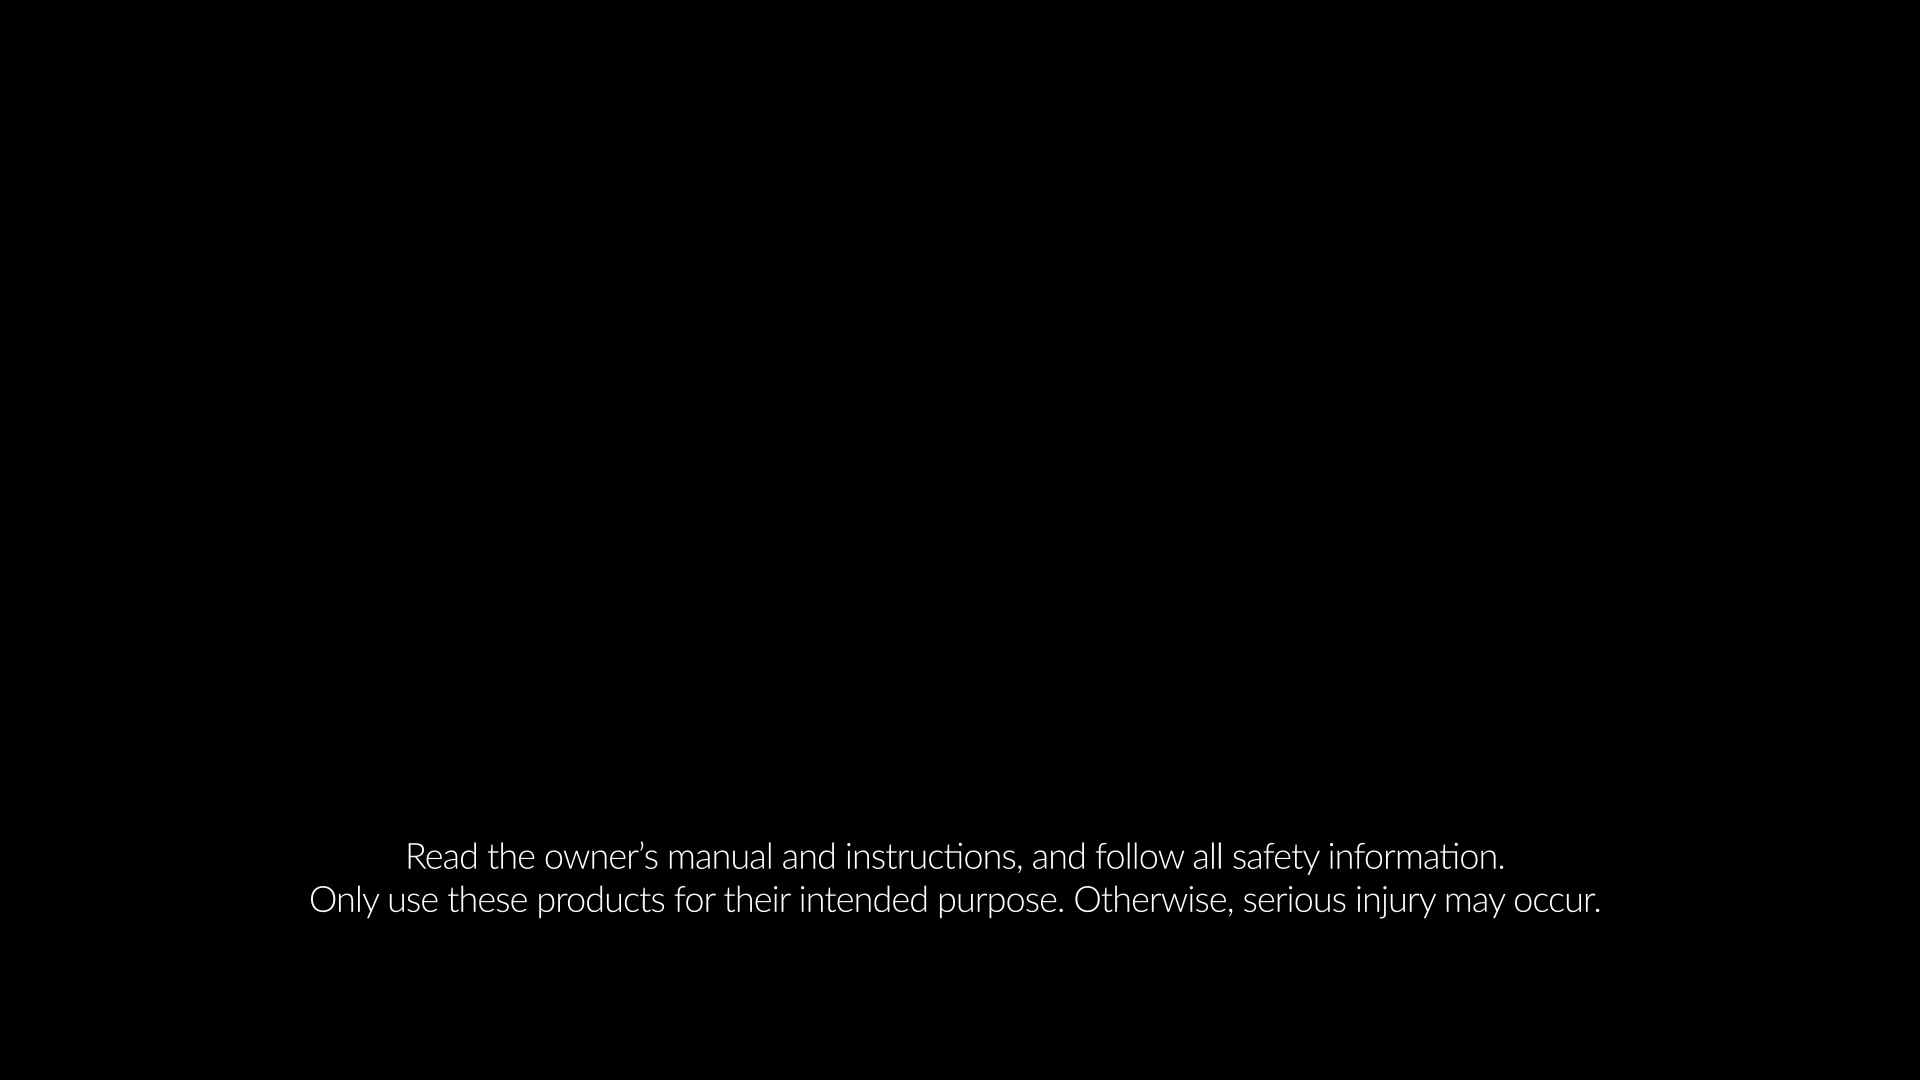 Read the owner’s manual and instructions, and follow all safety information.
Only use these products for their intended purpose. Otherwise, serious injury may occur.